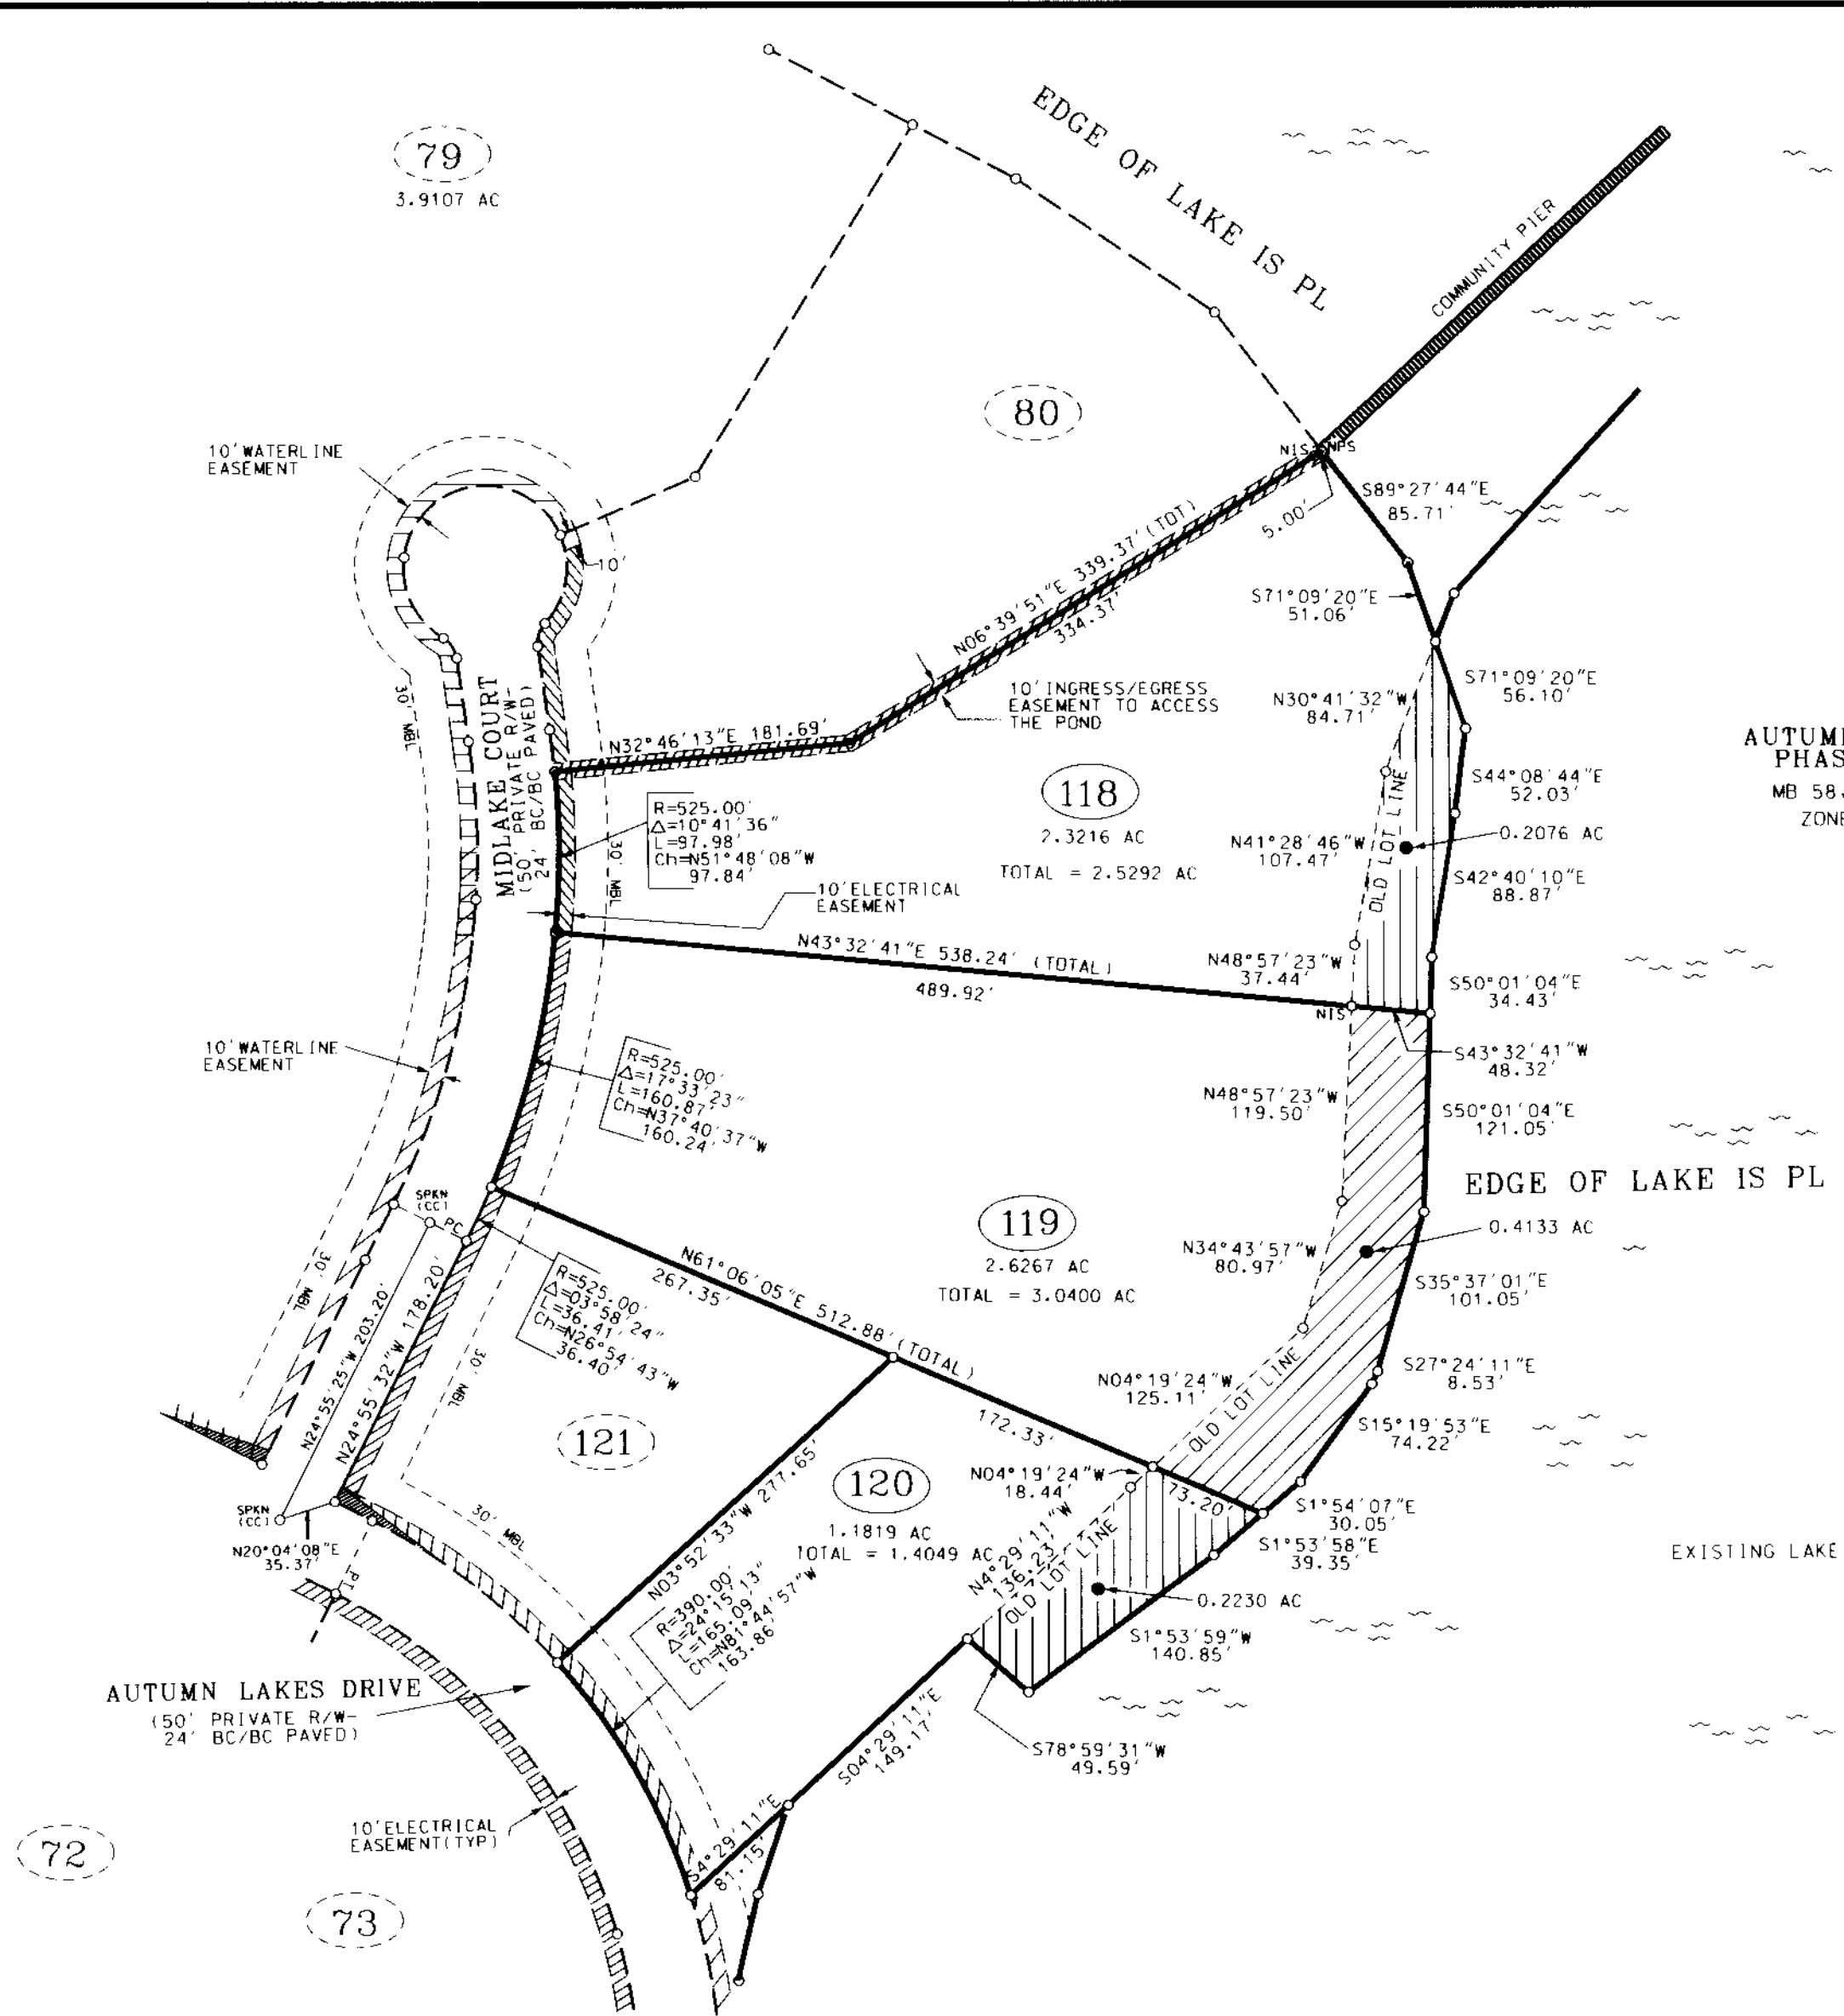 79
3.9107 AC
EDGE OF LAKE IS PL
COMMUNITY PIER
80
10' WATERLINE
EASEMENT
NIS
NPS
S89°27'44"E
85.71'
5.00'
10'
N06°39'51"E 339.37'(TOT)
334.37'
S71°09'20"E
51.06'
S71°09'20"E
56.10'
10' INGRESS/EGRESS
EASEMENT TO ACCESS
THE POND
N30°41'32"W
84.71'
30' MBL
MIDLAKE COURT
(50' PRIVATE R/W-
24' BC/BC PAVED)
N32°46'13"E 181.69'
118
2.3216 AC
TOTAL = 2.5292 AC
S44°08'44"E
52.03'
MB 58
R=525.00'
Δ=10°41'36"
L=97.98'
Ch=N51°48'08"W
97.84'
30' MBL
N41°28'46"W
107.47'
OLD LOT LINE
0.2076 AC
S42°40'10"E
88.87'
10'ELECTRICAL
EASEMENT
N43°32'41"E 538.24' (TOTAL)
489.92'
N48°57'23"W
37.44'
S50°01'04"E
34.43'
NIS
S43°32'41"W
48.32'
10'WATERLINE
EASEMENT
R=525.00'
Δ=17°33'23"
L=160.87'
Ch=N37°40'37"W
160.24'
N48°57'23"W
119.50'
S50°01'04"E
121.05'
EDGE OF LAKE IS PL
SPKN
(CC)
PC
119
2.6267 AC
TOTAL = 3.0400 AC
0.4133 AC
N34°43'57"W
80.97'
S35°37'01"E
101.05'
30' MBL
N61°06'05"E 512.88'(TOTAL)
267.35'
172.33'
73.20'
R=525.00'
Δ=03°58'24"
L=36.41'
Ch=N26°54'43"W
36.40'
30' MBL
N24°55'25"W 203.20'
N24°55'32"W 178.20'
S27°24'11"E
8.53'
N04°19'24"W
125.11'
OLD LOT LINE
S15°19'53"E
74.22'
121
N03°52'33"W 277.65'
120
1.1819 AC
TOTAL = 1.4049 AC
N04°19'24"W
18.44'
S1°54'07"E
30.05'
S1°53'58"E
39.35'
EXISTING LAKE
SPKN
(CC)
N20°04'08"E
35.37'
30' MBL
N4°29'11"W
136.23'
OLD LOT LINE
0.2230 AC
S1°53'59"W
140.85'
R=390.00'
Δ=24°15'13"
L=165.09'
Ch=N81°44'57"W
163.86'
AUTUMN LAKES DRIVE
(50' PRIVATE R/W-
24' BC/BC PAVED)
S04°29'11"E
149.17'
S78°59'31"W
49.59'
S4°29'11"E
81.15'
10'ELECTRICAL
EASEMENT(TYP)
72
73